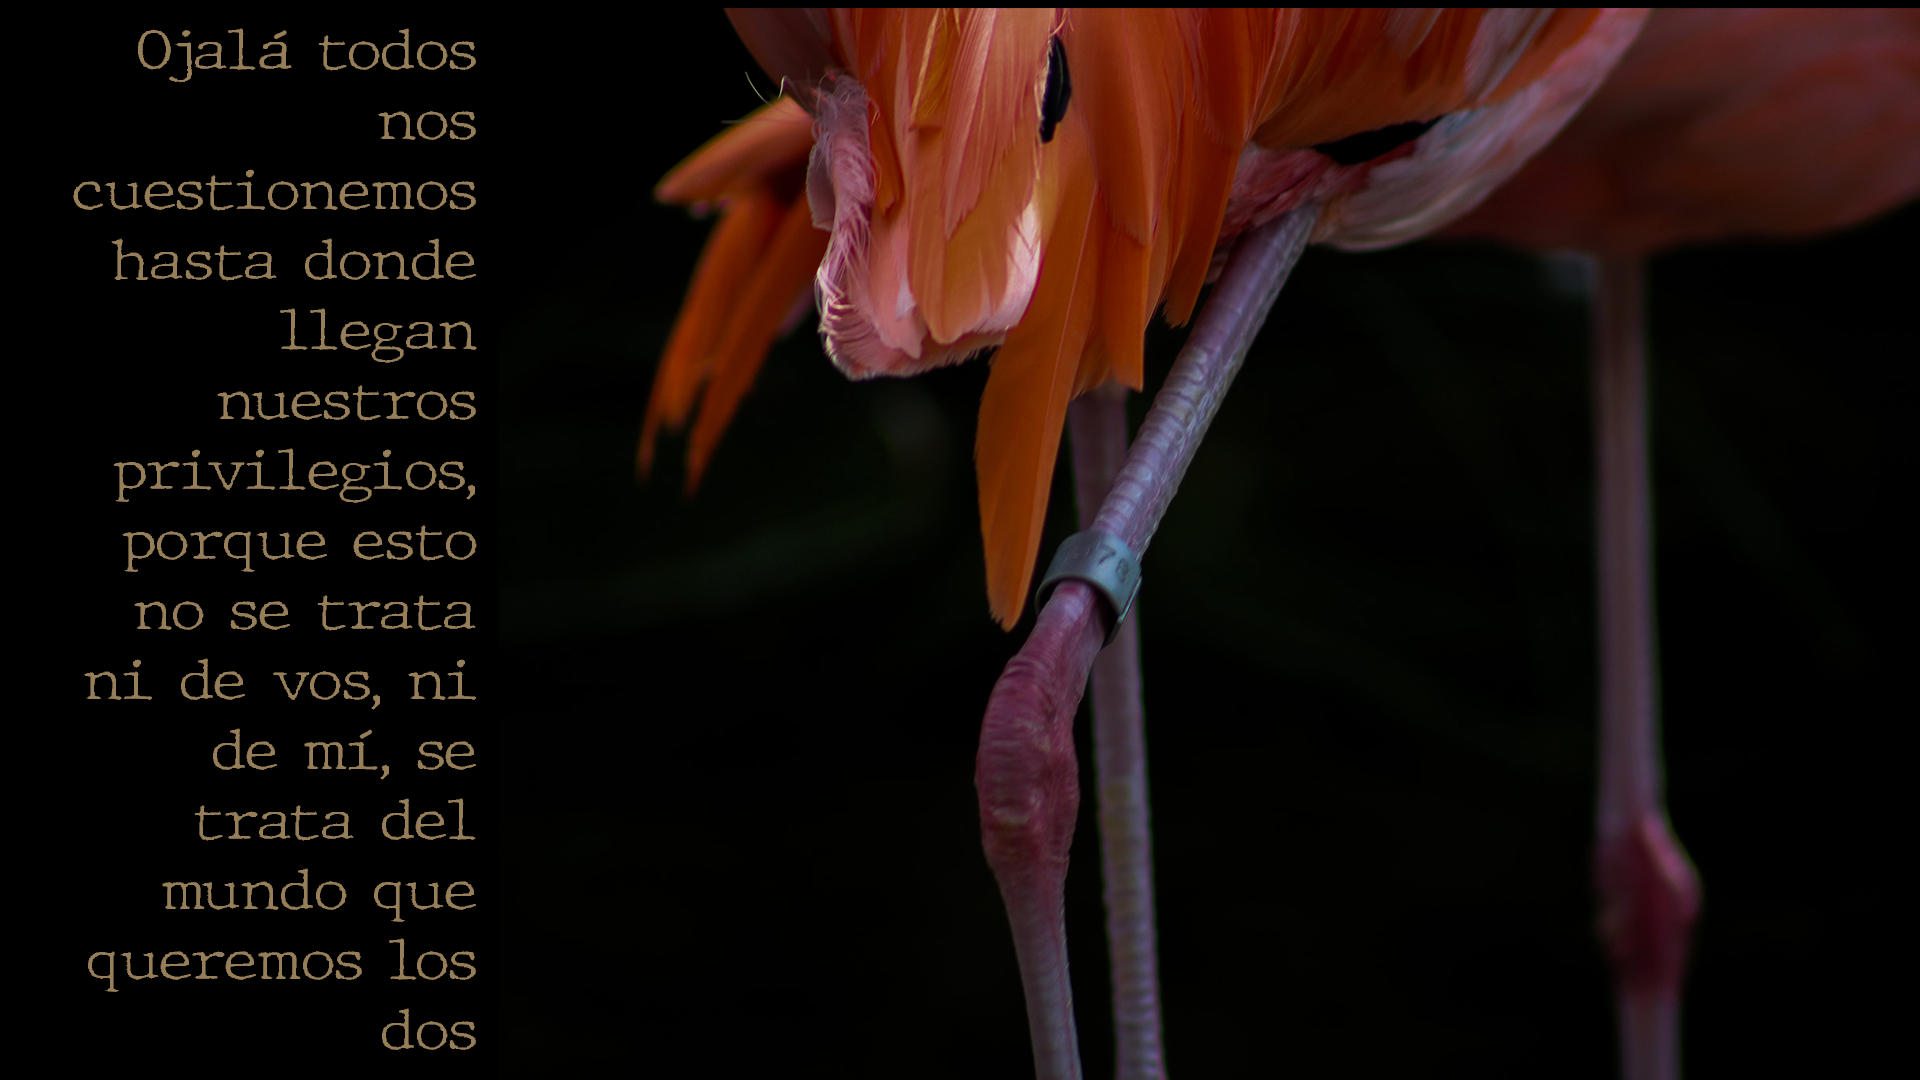 Ojalá todos
nos
cuestionemos
hasta donde
llegan
nuestros
privilegios,
porque esto
no se trata
ni de vos, ni
de mí, se
trata del
mundo que
queremos los
dos
78